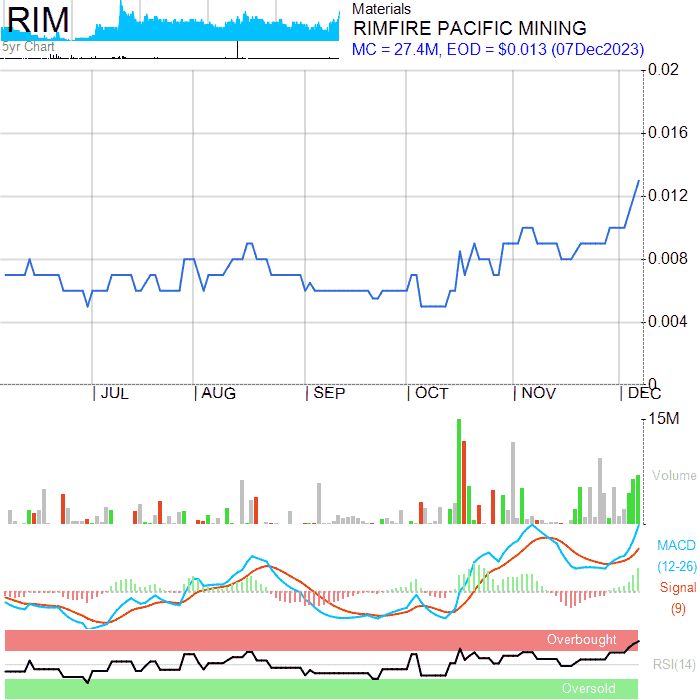 RIM
Materials
RIMFIRE PACIFIC MINING
MC = 27.4M, EOD = $0.013 (07Dec2023)
5yr Chart
0.02
0.016
0.012
0.008
0.004
0
JUL AUG SEP OCT NOV DEC
15M
Volume
MACD
(12-26)
Signal
(9)
Overbought
RSI(14)
Oversold